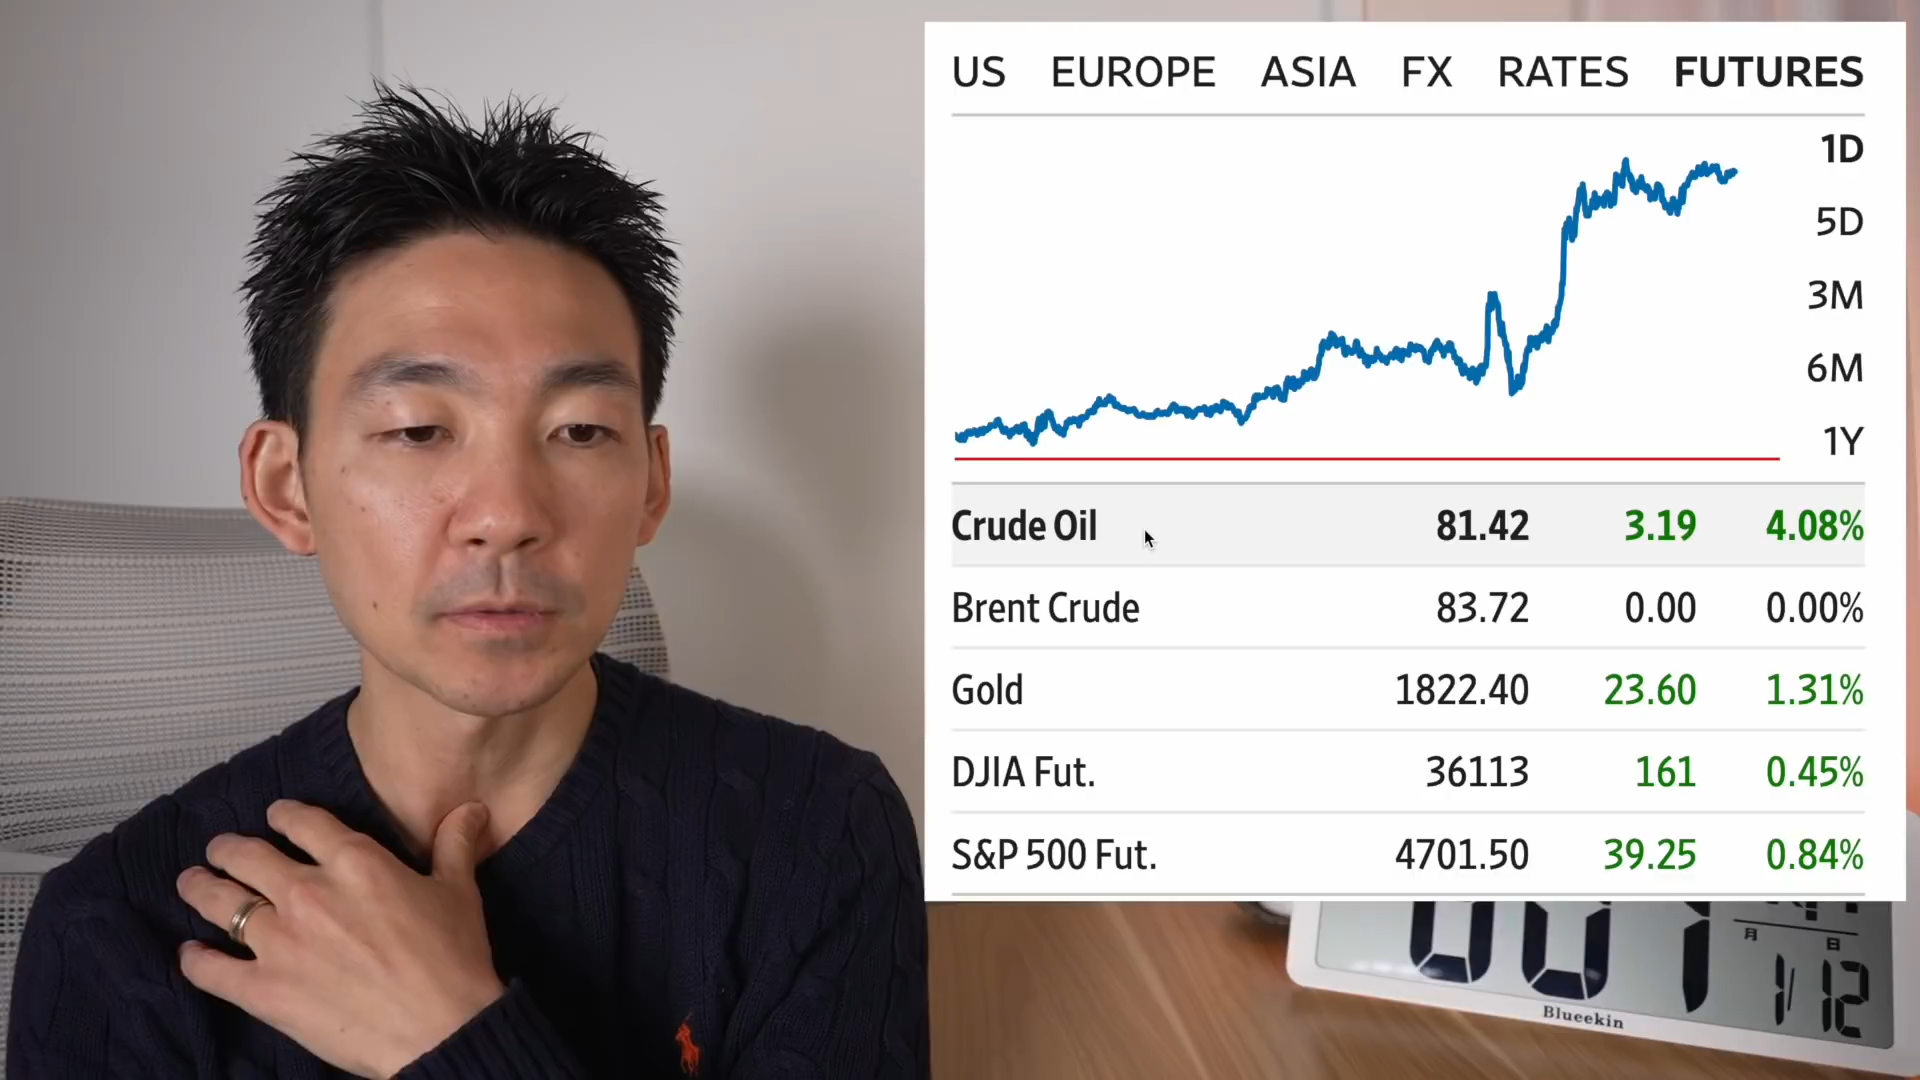 US EUROPE ASIA FX RATES FUTURES
1D
5D
3M
6M
1Y
Crude Oil 81.42 3.19 4.08%
Brent Crude 83.72 0.00 0.00%
Gold 1822.40 23.60 1.31%
DJIA Fut. 36113 161 0.45%
S&P 500 Fut. 4701.50 39.25 0.84%
月 日
1/12
Blueekin